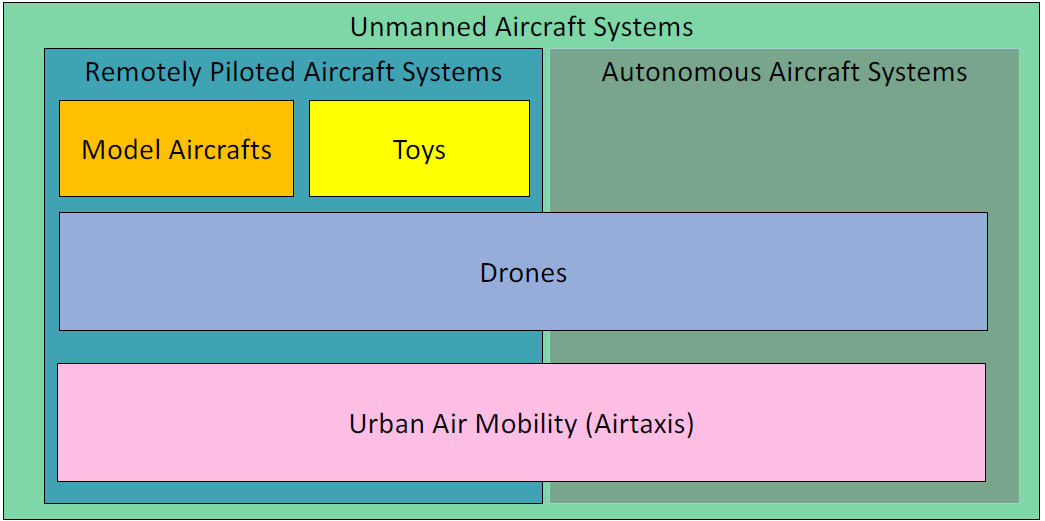 Unmanned Aircraft Systems
Remotely Piloted Aircraft Systems
Autonomous Aircraft Systems
Model Aircrafts
Toys
Drones
Urban Air Mobility (Airtaxis)